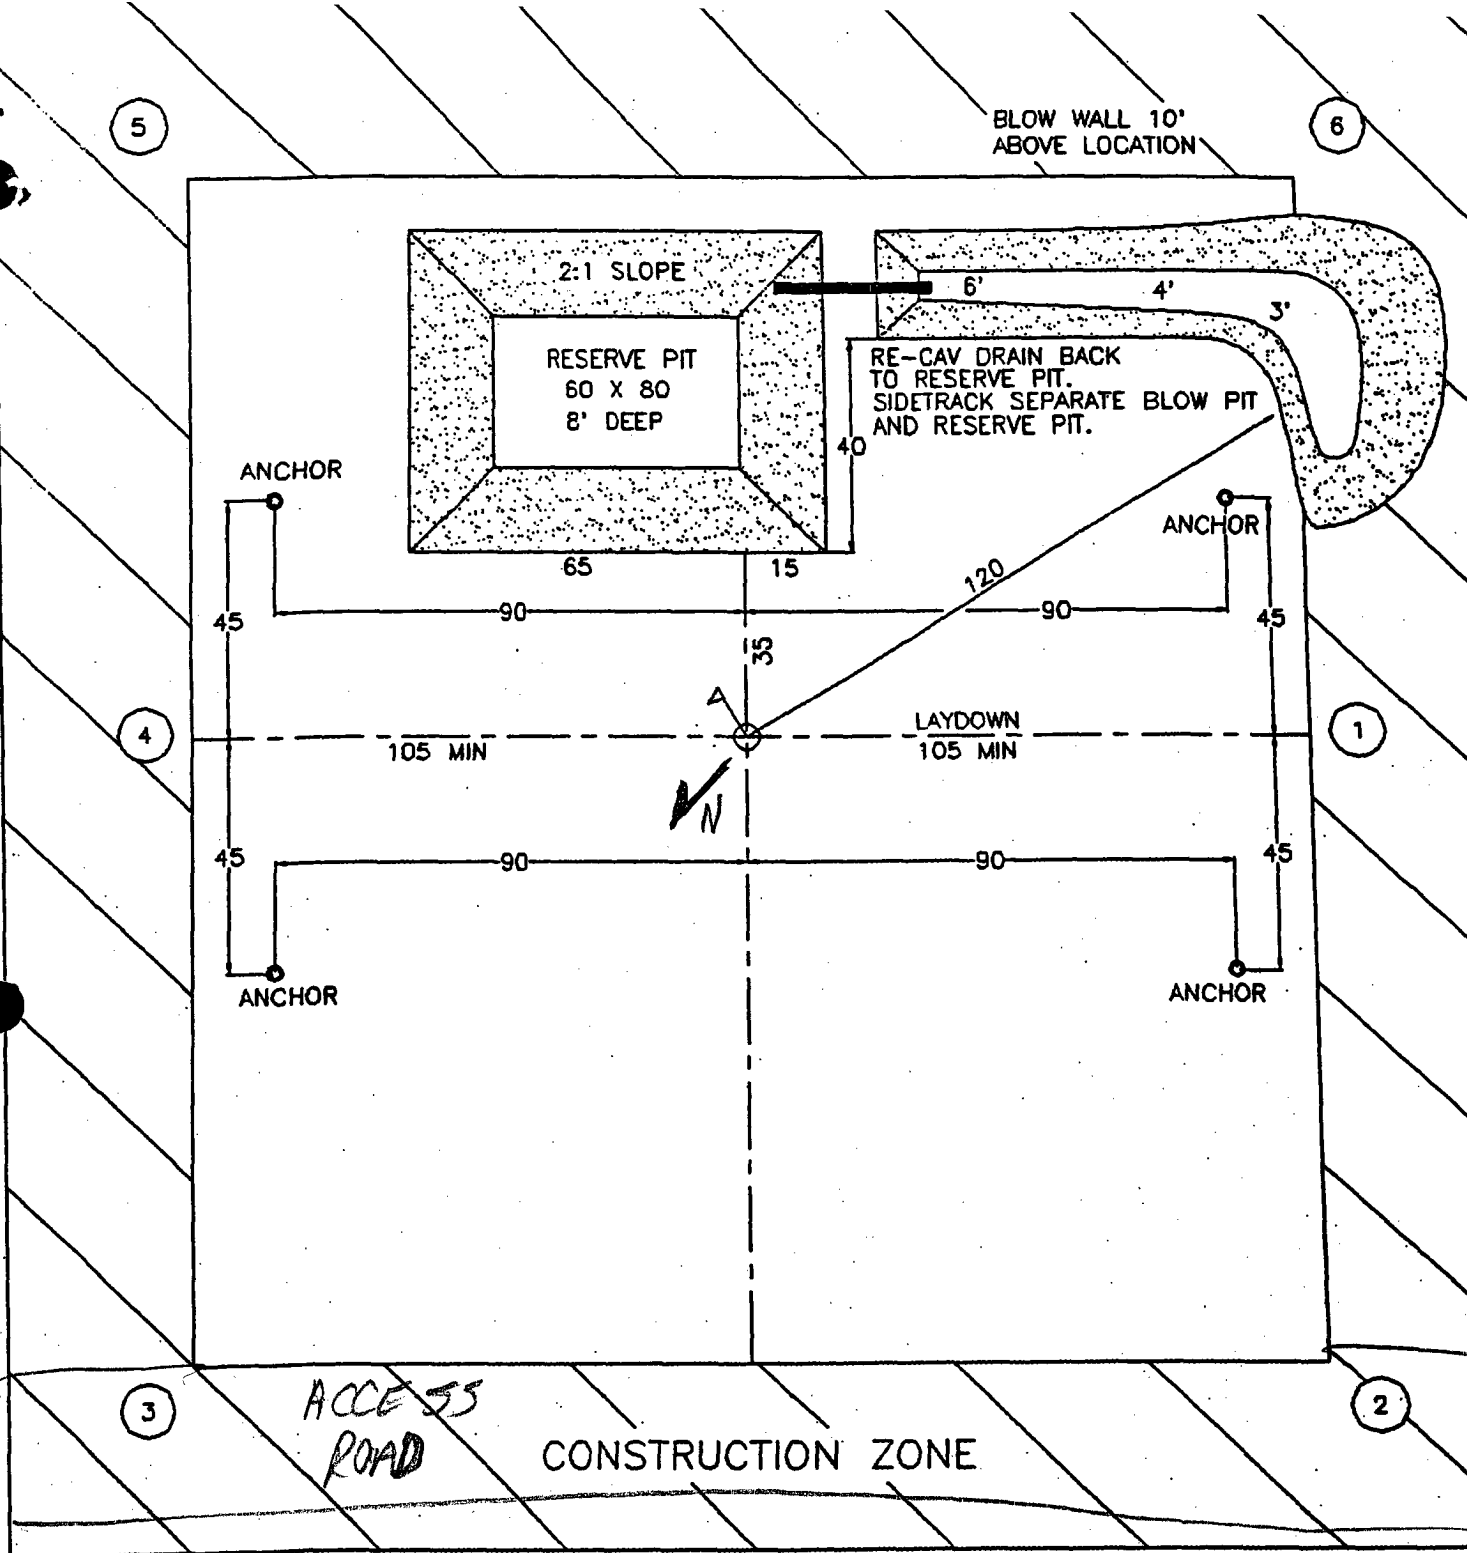 5
6
BLOW WALL 10'
ABOVE LOCATION
2:1 SLOPE
6'
4'
3'
RESERVE PIT
60 X 80
8' DEEP
RE-CAV DRAIN BACK
TO RESERVE PIT.
SIDETRACK SEPARATE BLOW PIT
AND RESERVE PIT.
40
ANCHOR
ANCHOR
65
15
120
45
90
90
45
35
4
105 MIN
LAYDOWN
105 MIN
1
N
45
90
90
45
ANCHOR
ANCHOR
3
ACCESS
ROAD
2
CONSTRUCTION ZONE